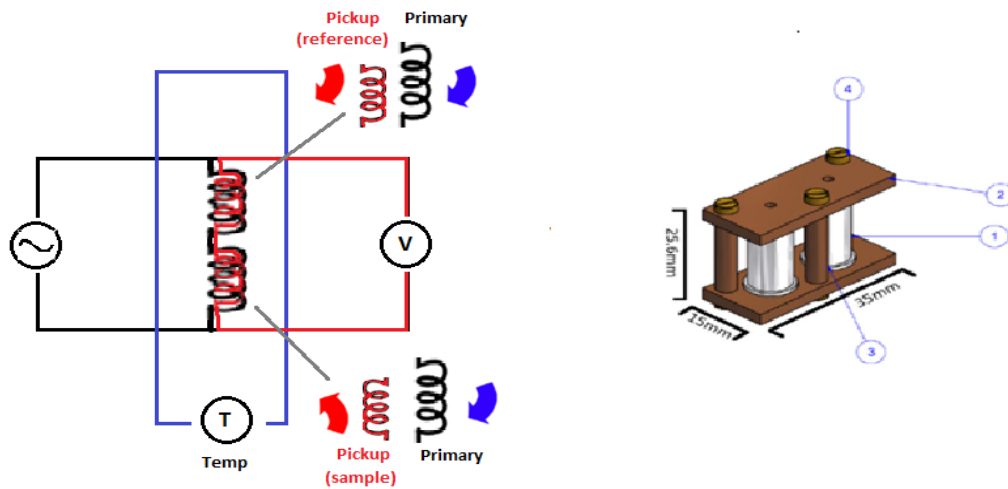 Pickup
(reference)
Primary
V
T
Temp
Pickup
(sample)
Primary
4
2
1
3
25.6mm
15mm
35mm